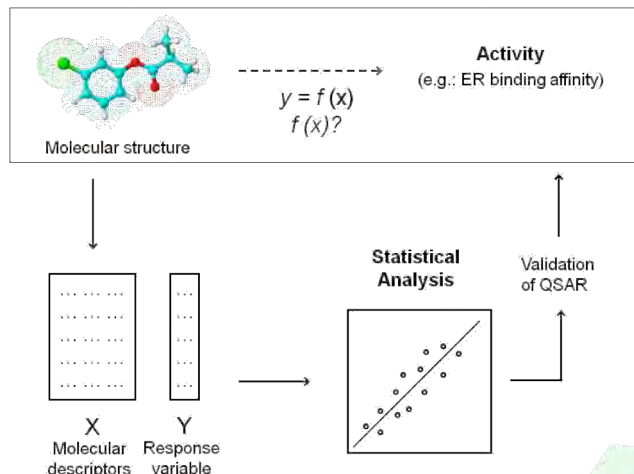 Activity
(e.g.: ER binding affinity)
y = f (x)
f (x)?
Molecular structure
Statistical
Analysis
Validation
of QSAR
... ... ... ...
... ... ... ...
... ... ... ...
... ... ... ...
... ... ... ...
X Y
Molecular Response
descriptors variable